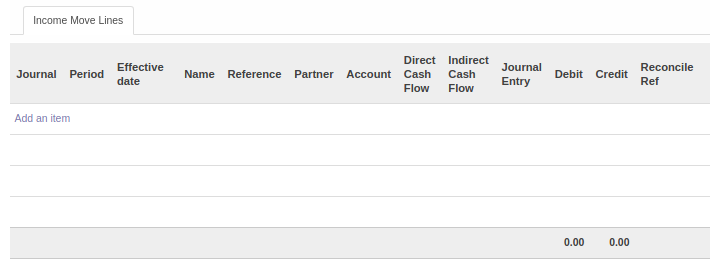 Income Move Lines
Journal Period Effective date Name Reference Partner Account Direct Cash Flow Indirect Cash Flow Journal Entry Debit Credit Reconcile Ref
Add an item
0.00 0.00